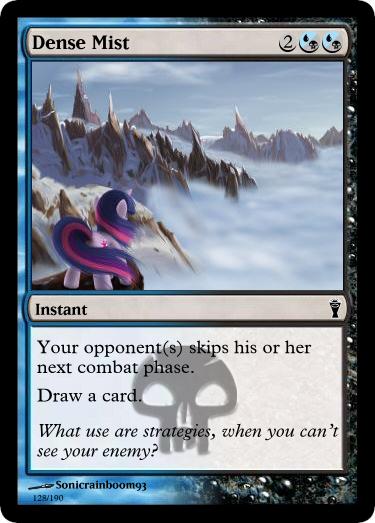 Dense Mist 2
Instant
Your opponent(s) skips his or her
next combat phase.
Draw a card.
What use are strategies, when you can't
see your enemy?
Sonicrainboom93
128/190